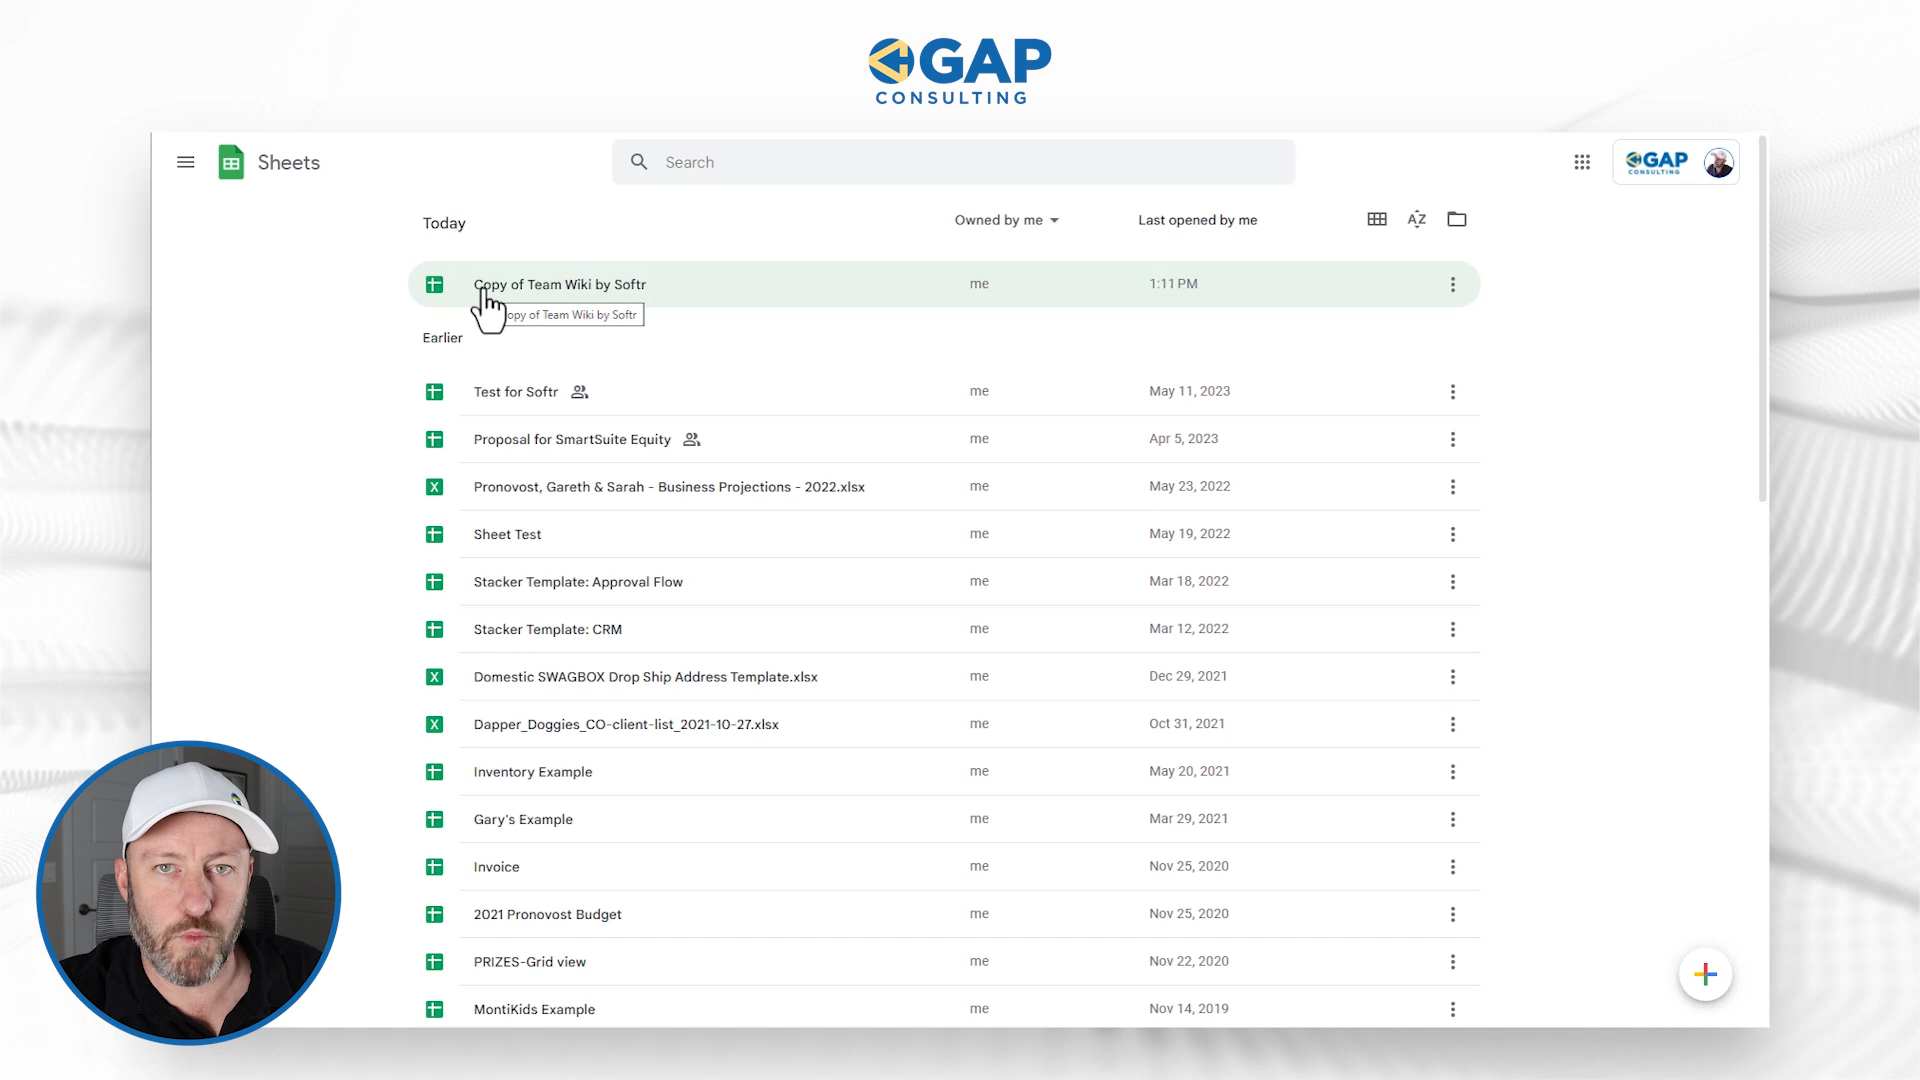 GAP
CONSULTING
Sheets
Search
GAP
CONSULTING
Today
Owned by me
Last opened by me
AZ
Copy of Team Wiki by Softr
me
1:11 PM
opy of Team Wiki by Softr
Earlier
Test for Softr
me
May 11, 2023
Proposal for SmartSuite Equity
me
Apr 5, 2023
X
Pronovost, Gareth & Sarah - Business Projections - 2022.xlsx
me
May 23, 2022
Sheet Test
me
May 19, 2022
Stacker Template: Approval Flow
me
Mar 18, 2022
Stacker Template: CRM
me
Mar 12, 2022
X
Domestic SWAGBOX Drop Ship Address Template.xlsx
me
Dec 29, 2021
X
Dapper_Doggies_CO-client-list_2021-10-27.xlsx
me
Oct 31, 2021
Inventory Example
me
May 20, 2021
Gary's Example
me
Mar 29, 2021
Invoice
me
Nov 25, 2020
2021 Pronovost Budget
me
Nov 25, 2020
PRIZES-Grid view
me
Nov 22, 2020
MontiKids Example
me
Nov 14, 2019